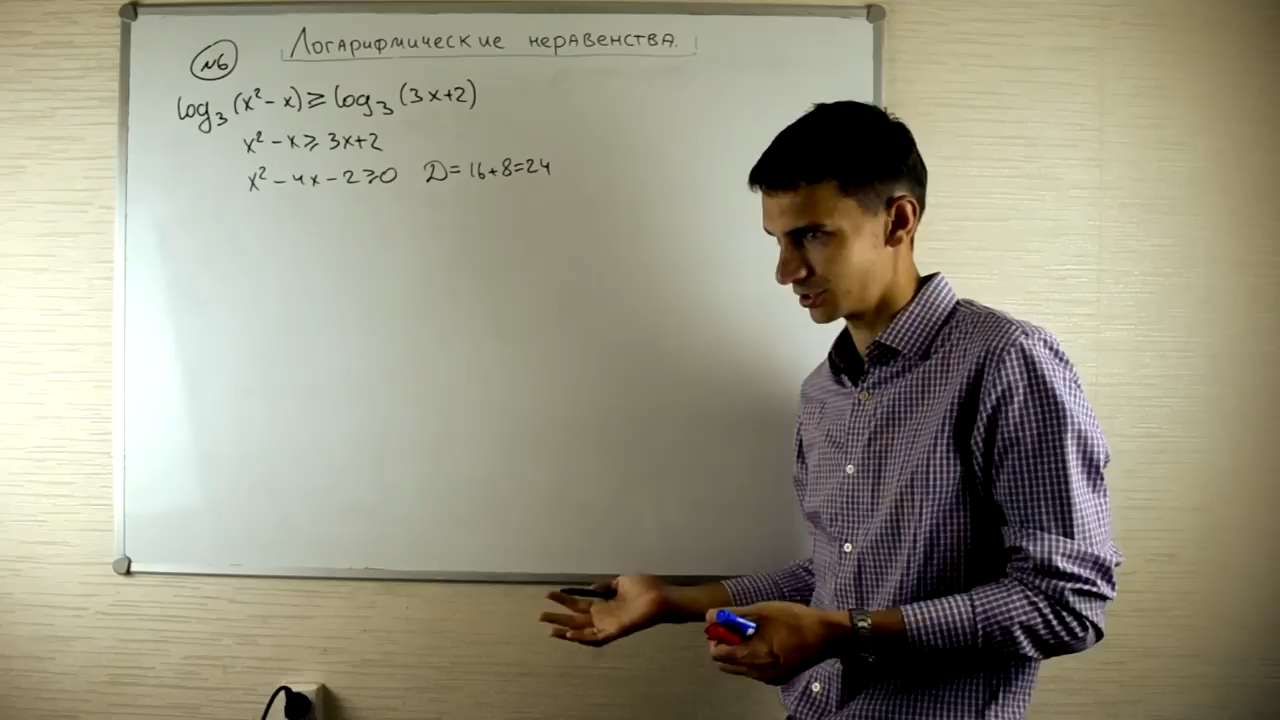 Логарифмические неравенства.
№6
log₃(x²-x)≥log₃(3x+2)
x²-x≥3x+2
x²-4x-2≥0 D=16+8=24